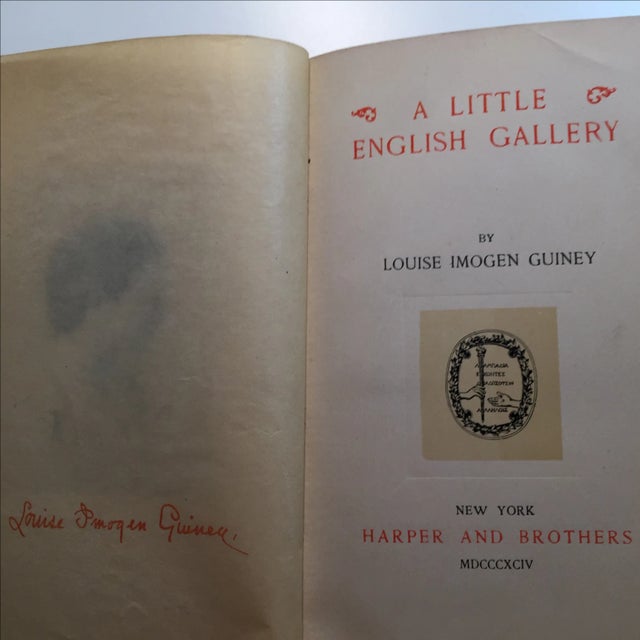 Louise Imogen Guiney.
A LITTLE
ENGLISH GALLERY
BY
LOUISE IMOGEN GUINEY
NEW YORK
HARPER AND BROTHERS
MDCCCXCIV